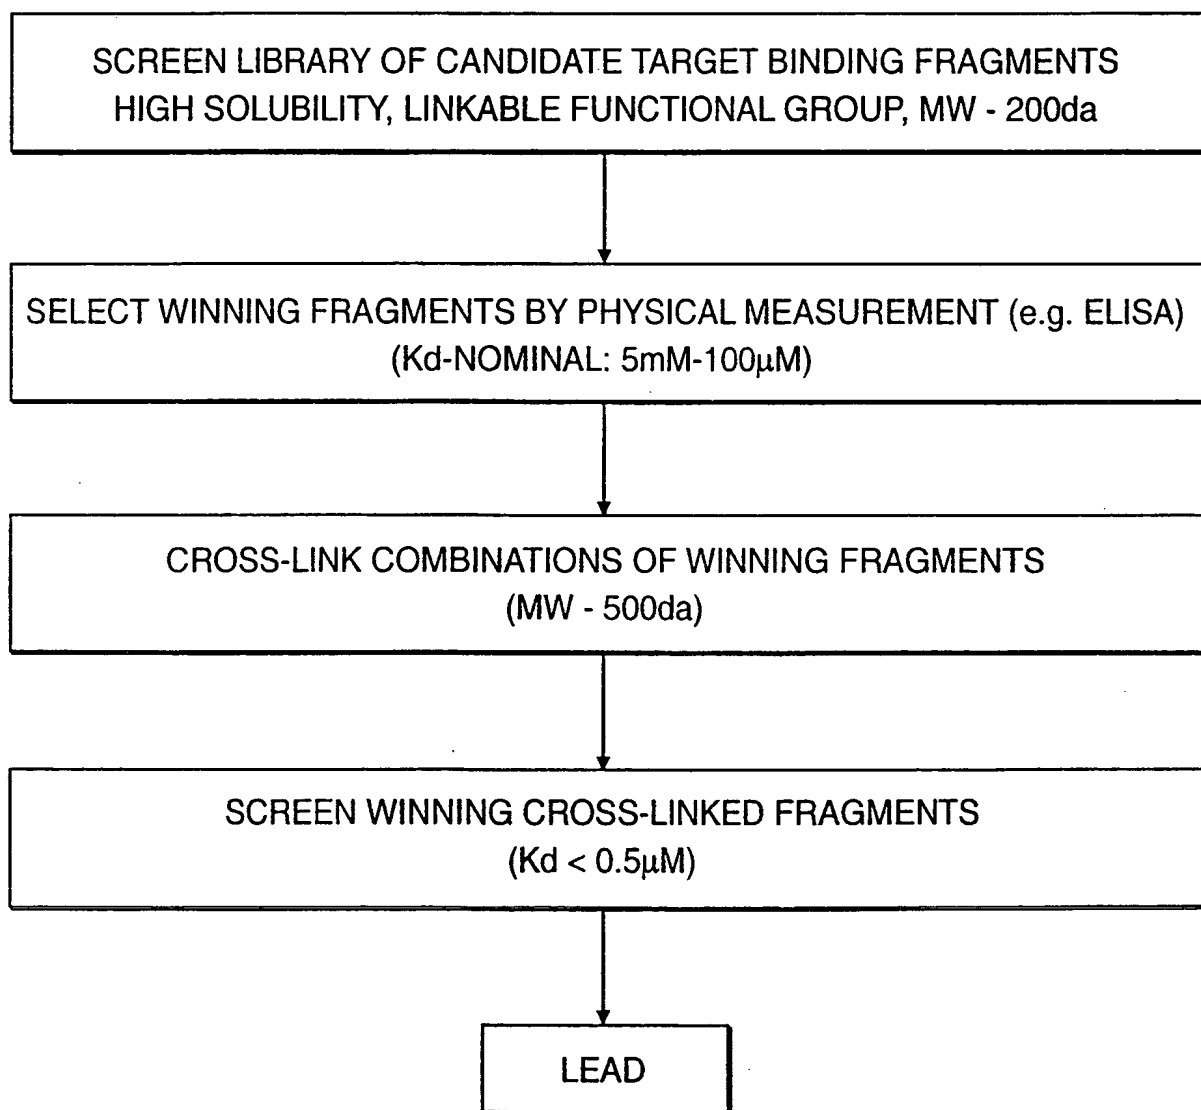 SCREEN LIBRARY OF CANDIDATE TARGET BINDING FRAGMENTS
HIGH SOLUBILITY, LINKABLE FUNCTIONAL GROUP, MW - 200da
SELECT WINNING FRAGMENTS BY PHYSICAL MEASUREMENT (e.g. ELISA)
(Kd-NOMINAL: 5mM-100µM)
CROSS-LINK COMBINATIONS OF WINNING FRAGMENTS
(MW - 500da)
SCREEN WINNING CROSS-LINKED FRAGMENTS
(Kd < 0.5µM)
LEAD